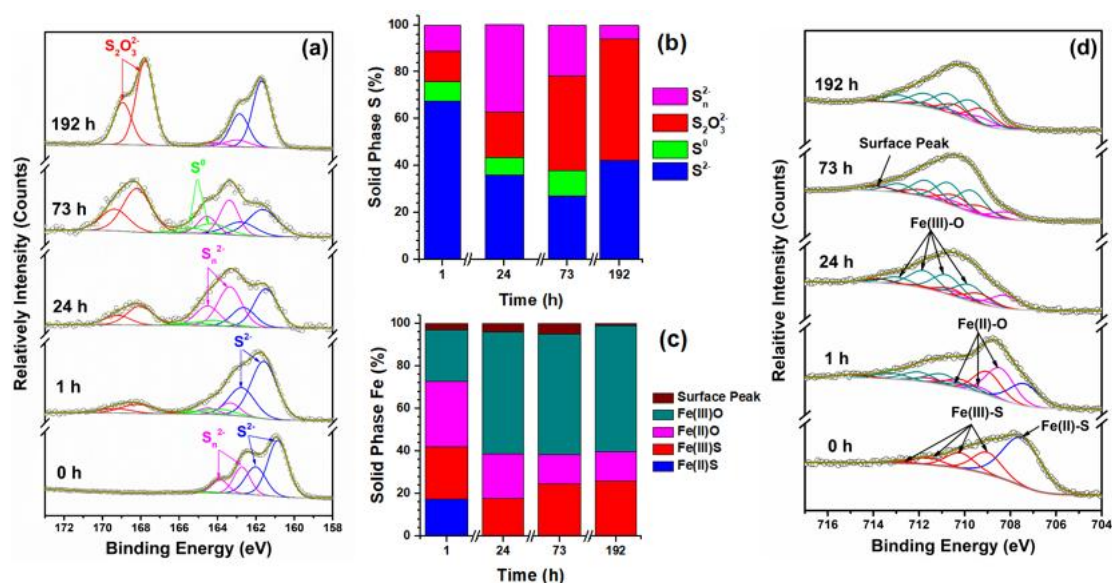 (a)
S₂O₃²⁻
192 h
S⁰
73 h
Sₙ²⁻
24 h
S²⁻
1 h
Sₙ²⁻
S²⁻
0 h
172 170 168 166 164 162 160 158
Binding Energy (eV)
Relatively Intensity (Counts)
(b)
Solid Phase S (%)
100
80
60
40
20
0
1 24 73 192
Time (h)
Sₙ²⁻
S₂O₃²⁻
S⁰
S²⁻
(c)
Solid Phase Fe (%)
100
80
60
40
20
0
1 24 73 192
Time (h)
Surface Peak
Fe(III)O
Fe(II)O
Fe(III)S
Fe(II)S
(d)
192 h
Surface Peak
73 h
Fe(III)-O
24 h
Fe(II)-O
1 h
Fe(III)-S
Fe(II)-S
0 h
716 714 712 710 708 706 704
Binding Energy (eV)
Relaitive Intensity (Counts)